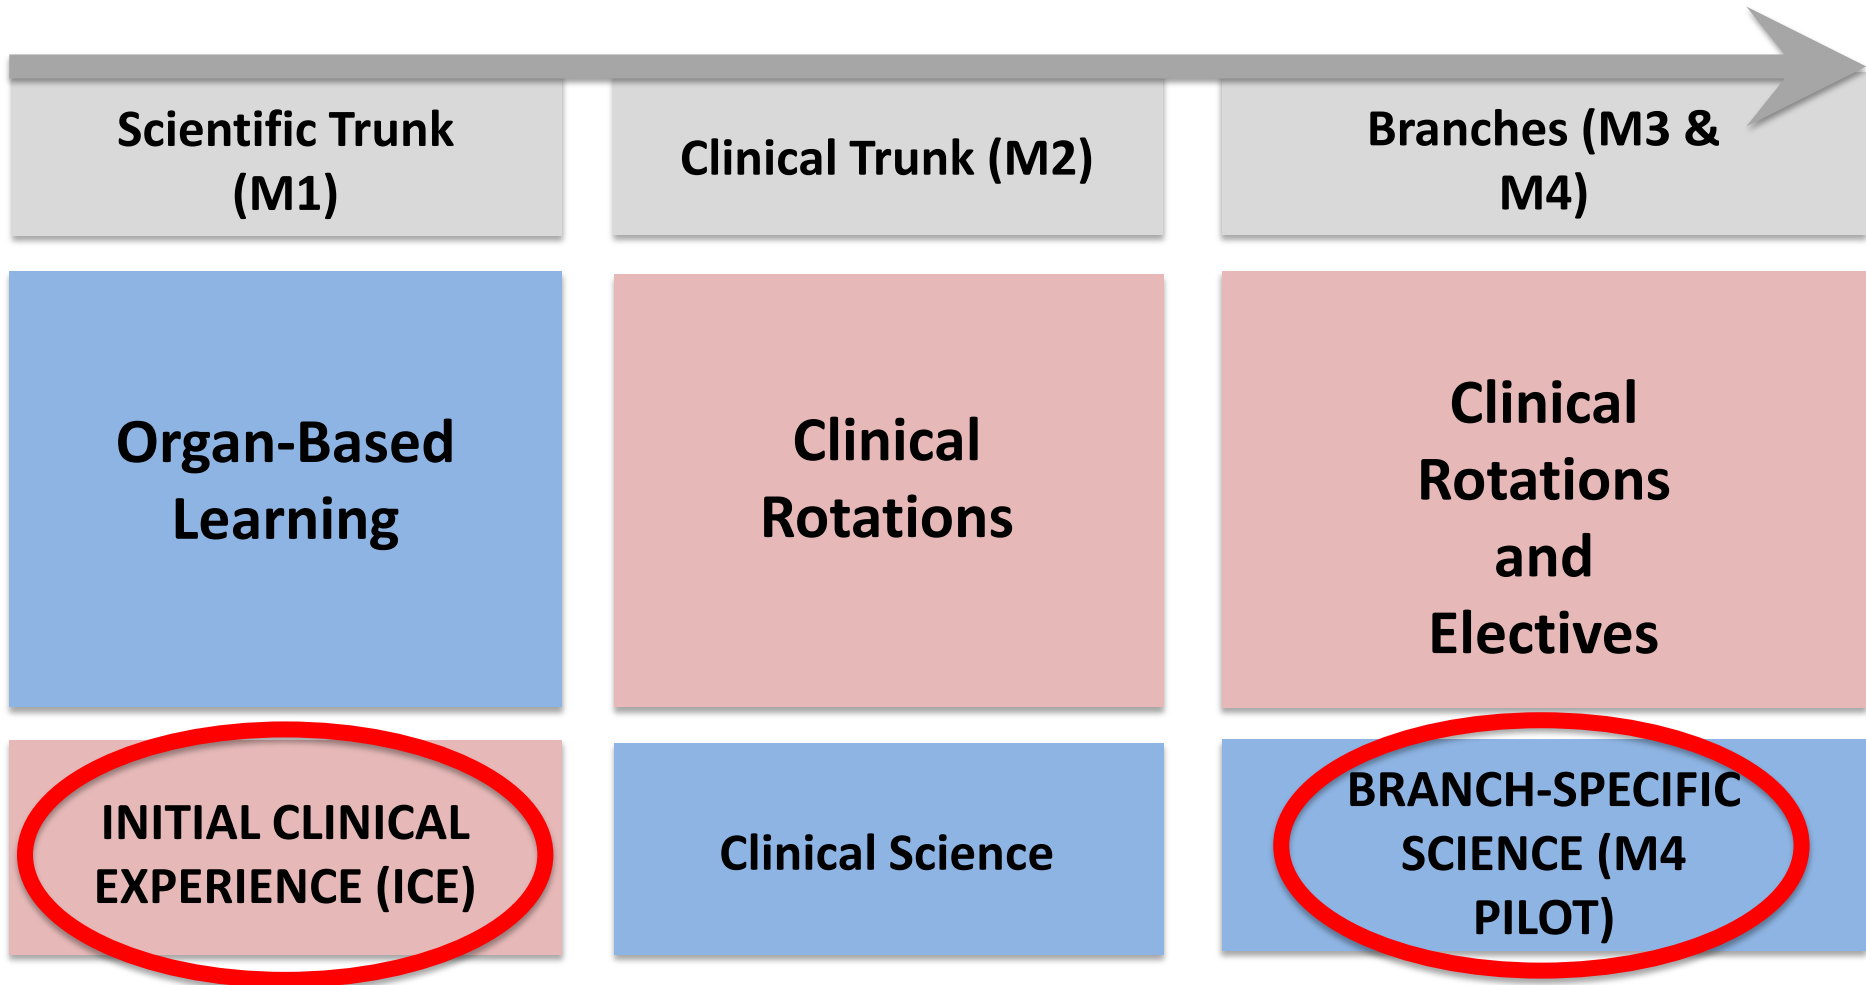 Scientific Trunk
(M1)
Clinical Trunk (M2)
Branches (M3 &
M4)
Organ-Based
Learning
Clinical
Rotations
Clinical
Rotations
and
Electives
INITIAL CLINICAL
EXPERIENCE (ICE)
Clinical Science
BRANCH-SPECIFIC
SCIENCE (M4
PILOT)